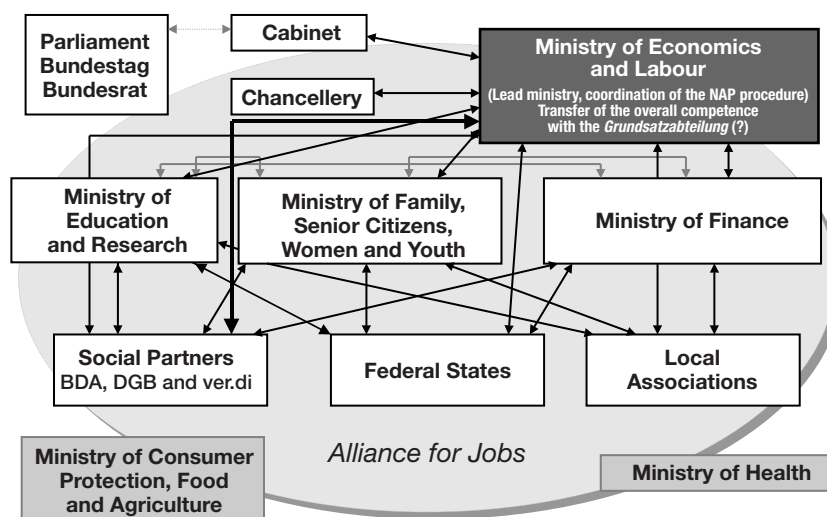 Parliament
Bundestag
Bundesrat
Cabinet
Chancellery
Ministry of Economics
and Labour
(Lead ministry, coordination of the NAP procedure)
Transfer of the overall competence
with the Grundsatzabteilung (?)
Ministry of
Education
and Research
Ministry of Family,
Senior Citizens,
Women and Youth
Ministry of Finance
Social Partners
BDA, DGB and ver.di
Federal States
Local
Associations
Alliance for Jobs
Ministry of Consumer
Protection, Food
and Agriculture
Ministry of Health